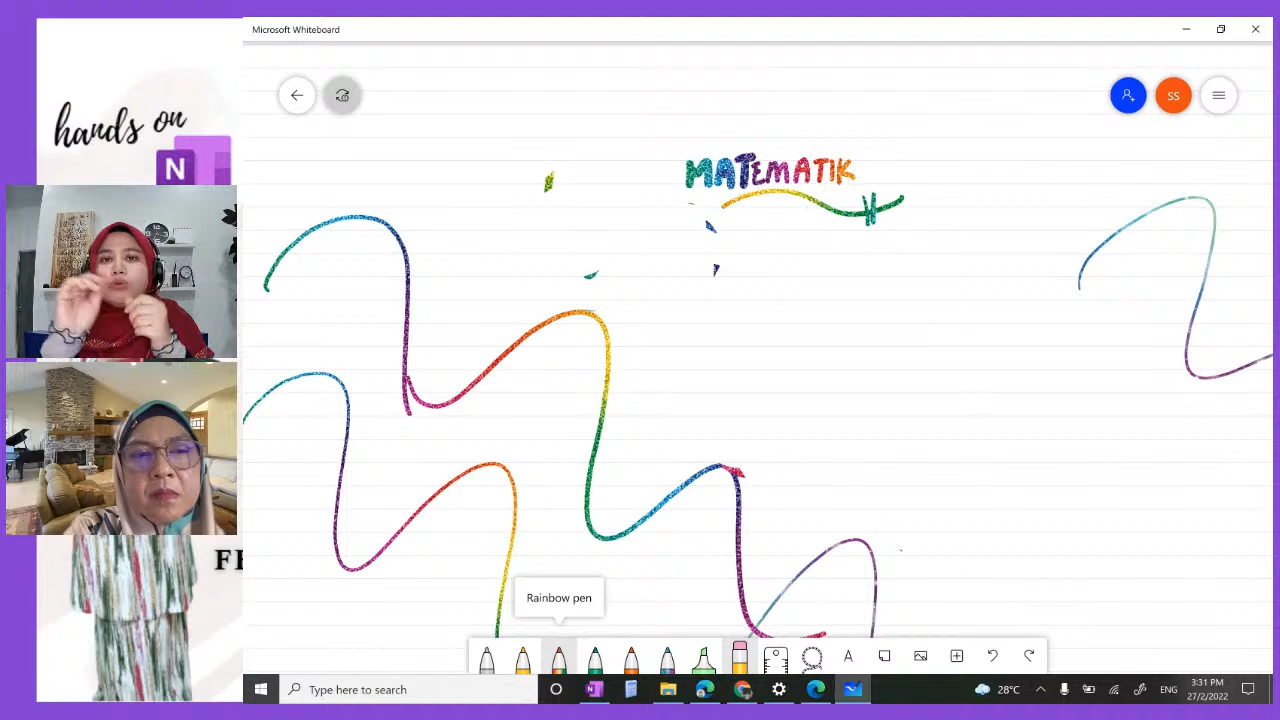 Microsoft Whiteboard
hands on
N
SS
MATEMATIK
Rainbow pen
A
Type here to search
28°C
ENG
3:31 PM
27/2/2022